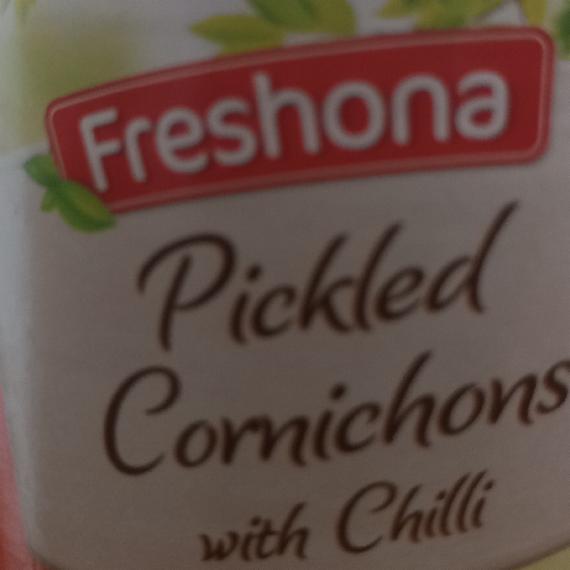 Freshona
Pickled
Cornichons
with Chilli